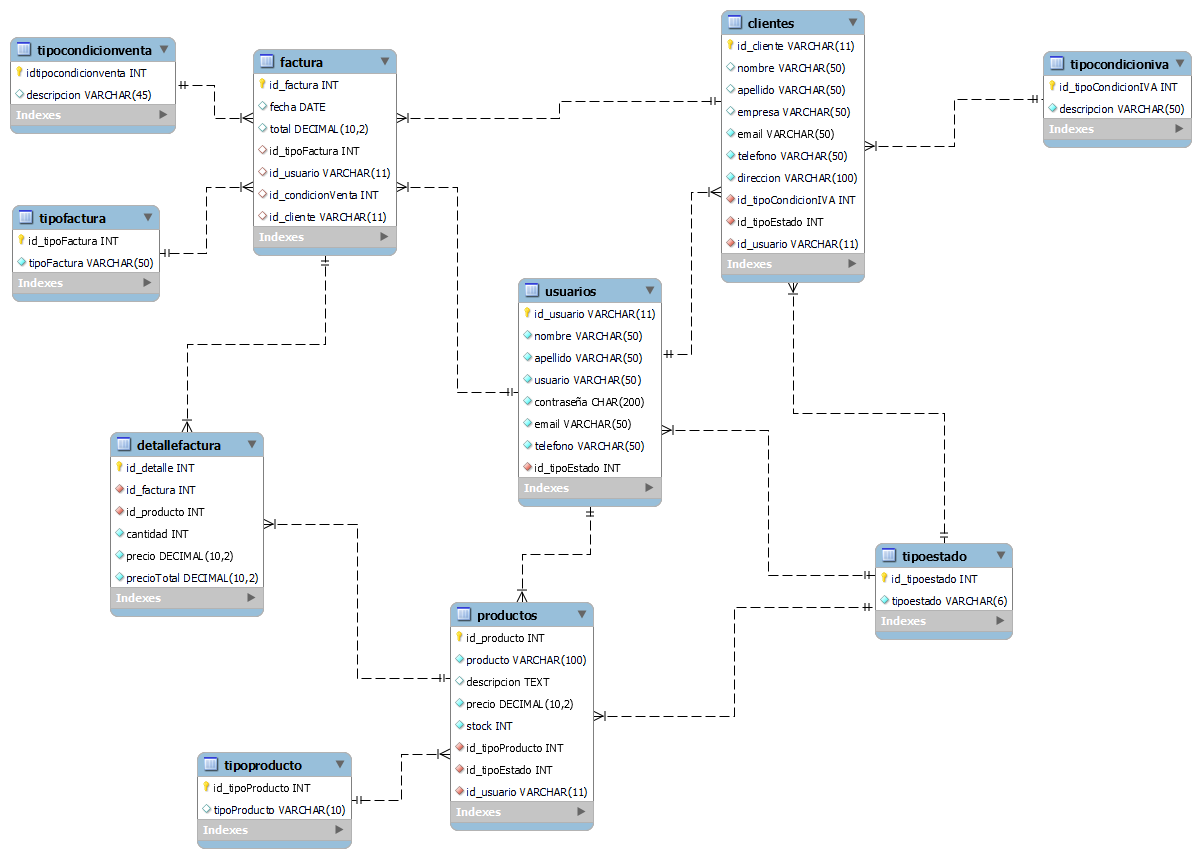 tipocondicionventa
idtipocondicionventa INT
descripcion VARCHAR(45)
Indexes
factura
id_factura INT
fecha DATE
total DECIMAL(10,2)
id_tipoFactura INT
id_usuario VARCHAR(11)
id_condicionVenta INT
id_cliente VARCHAR(11)
Indexes
clientes
id_cliente VARCHAR(11)
nombre VARCHAR(50)
apellido VARCHAR(50)
empresa VARCHAR(50)
email VARCHAR(50)
telefono VARCHAR(50)
direccion VARCHAR(100)
id_tipoCondicionIVA INT
id_tipoEstado INT
id_usuario VARCHAR(11)
Indexes
tipocondicioniva
id_tipoCondicionIVA INT
descripcion VARCHAR(50)
Indexes
tipofactura
id_tipoFactura INT
tipoFactura VARCHAR(50)
Indexes
usuarios
id_usuario VARCHAR(11)
nombre VARCHAR(50)
apellido VARCHAR(50)
usuario VARCHAR(50)
contraseña CHAR(200)
email VARCHAR(50)
telefono VARCHAR(50)
id_tipoEstado INT
Indexes
detallefactura
id_detalle INT
id_factura INT
id_producto INT
cantidad INT
precio DECIMAL(10,2)
precioTotal DECIMAL(10,2)
Indexes
tipoestado
id_tipoestado INT
tipoestado VARCHAR(6)
Indexes
productos
id_producto INT
producto VARCHAR(100)
descripcion TEXT
precio DECIMAL(10,2)
stock INT
id_tipoProducto INT
id_tipoEstado INT
id_usuario VARCHAR(11)
Indexes
tipoproducto
id_tipoProducto INT
tipoProducto VARCHAR(10)
Indexes